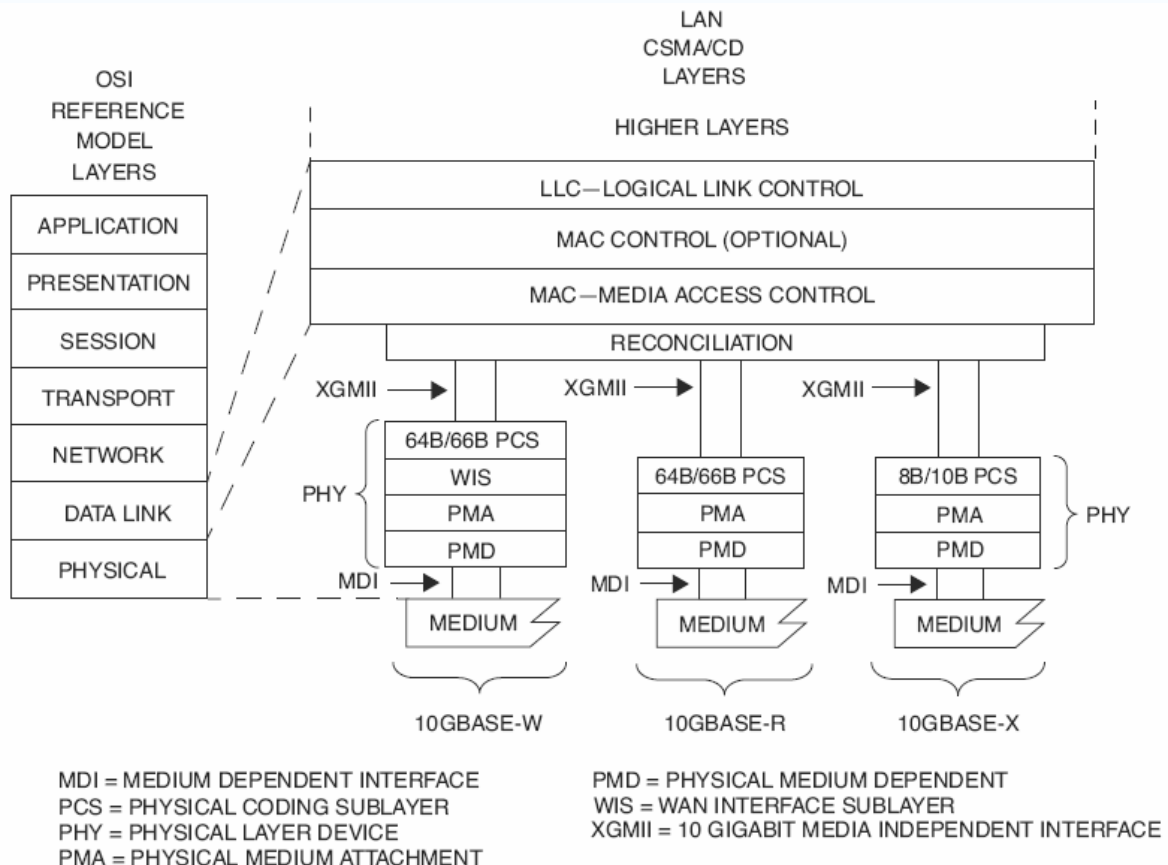 LAN
CSMA/CD
LAYERS
OSI
REFERENCE
MODEL
LAYERS
HIGHER LAYERS
LLC—LOGICAL LINK CONTROL
MAC CONTROL (OPTIONAL)
MAC—MEDIA ACCESS CONTROL
RECONCILIATION
APPLICATION
PRESENTATION
SESSION
TRANSPORT
NETWORK
DATA LINK
PHYSICAL
XGMII
XGMII
XGMII
PHY
64B/66B PCS
WIS
PMA
PMD
MDI
MEDIUM
10GBASE-W
64B/66B PCS
PMA
PMD
MDI
MEDIUM
10GBASE-R
8B/10B PCS
PMA
PMD
PHY
MDI
MEDIUM
10GBASE-X
MDI = MEDIUM DEPENDENT INTERFACE
PCS = PHYSICAL CODING SUBLAYER
PHY = PHYSICAL LAYER DEVICE
PMA = PHYSICAL MEDIUM ATTACHMENT
PMD = PHYSICAL MEDIUM DEPENDENT
WIS = WAN INTERFACE SUBLAYER
XGMII = 10 GIGABIT MEDIA INDEPENDENT INTERFACE